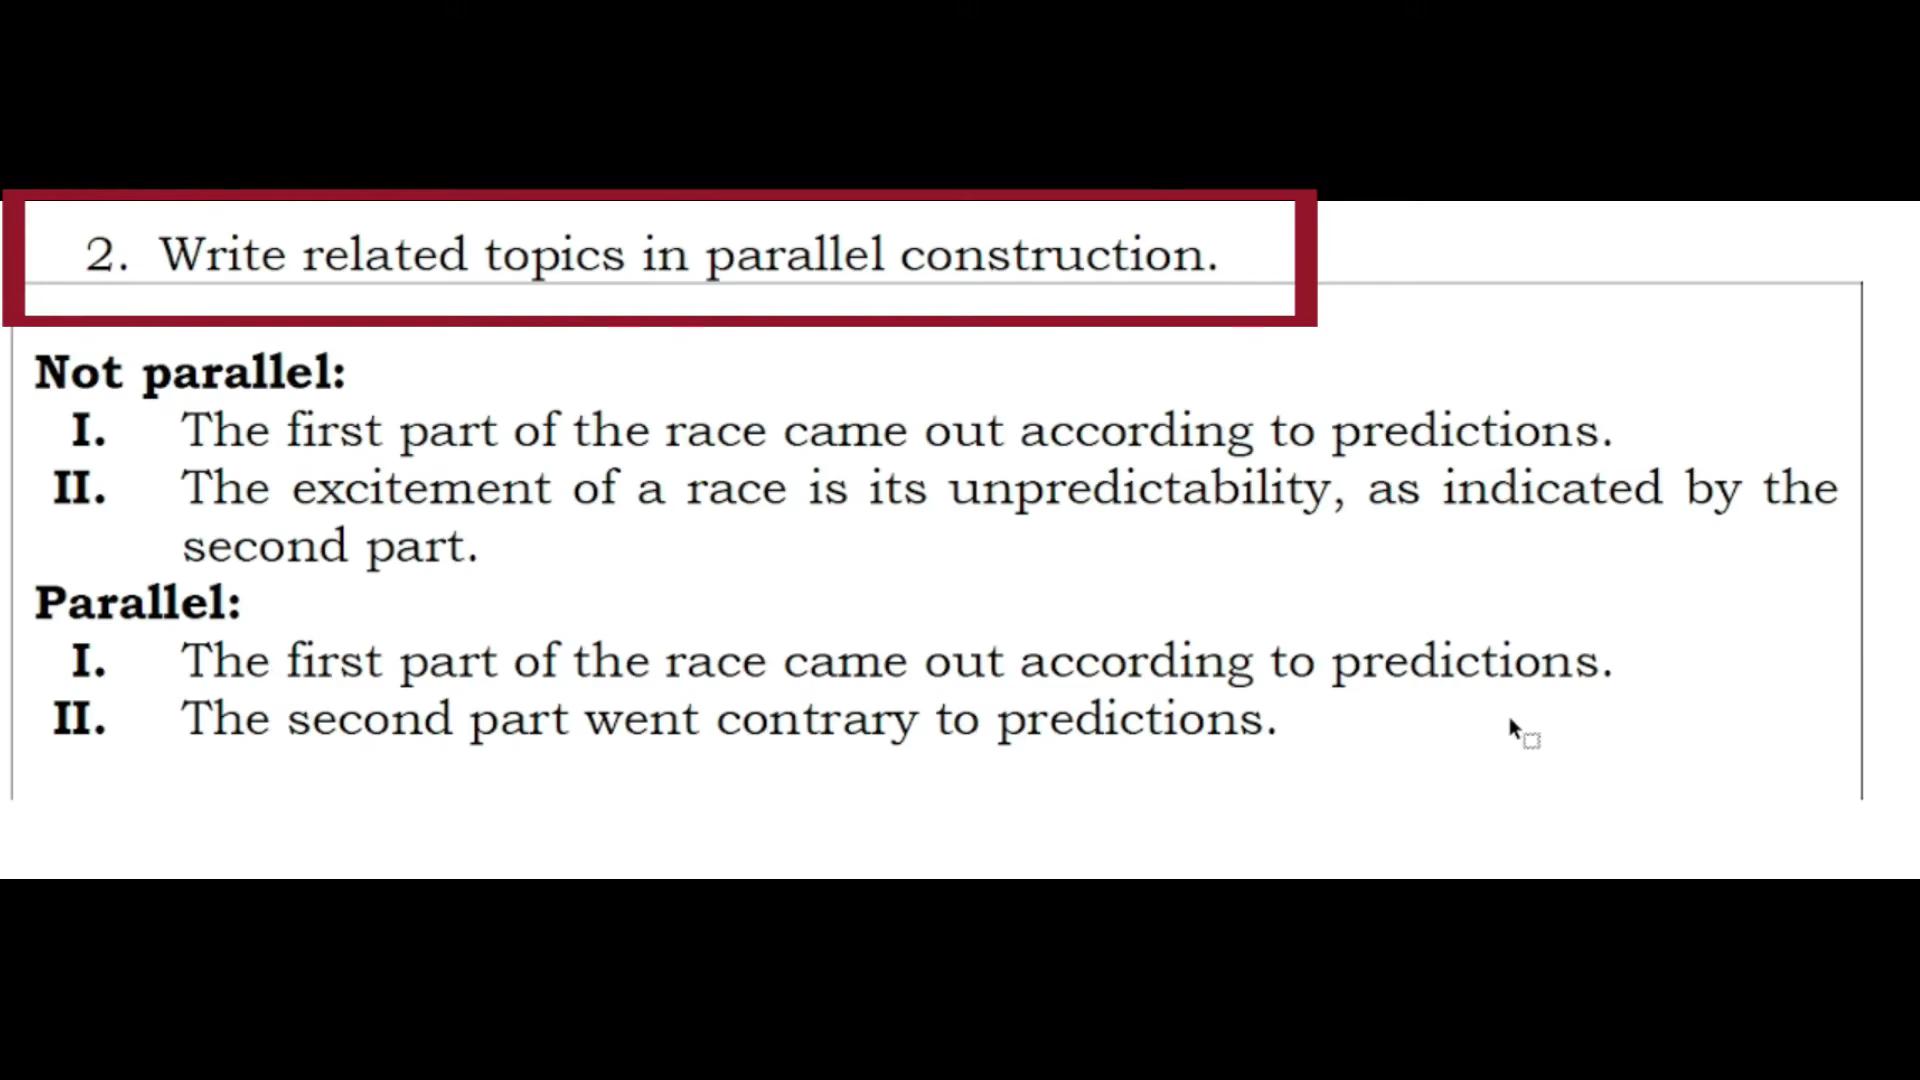 2. Write related topics in parallel construction.
Not parallel:
I. The first part of the race came out according to predictions.
II. The excitement of a race is its unpredictability, as indicated by the
second part.
Parallel:
I. The first part of the race came out according to predictions.
II. The second part went contrary to predictions.